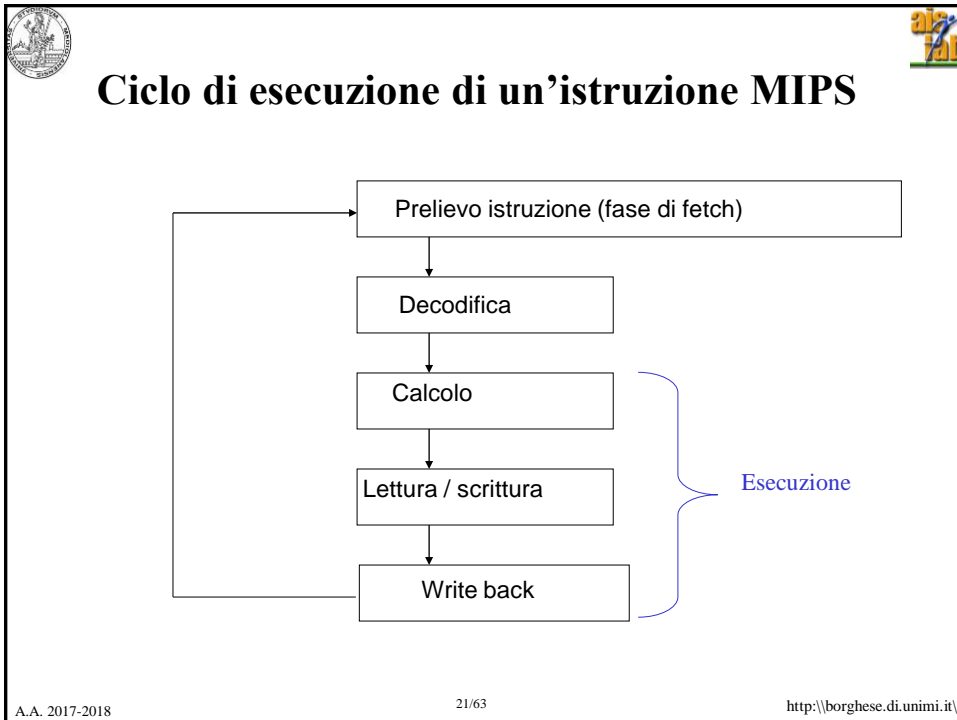 Ciclo di esecuzione di un’istruzione MIPS
Prelievo istruzione (fase di fetch)
Decodifica
Calcolo
Lettura / scrittura
Esecuzione
Write back
A.A. 2017-2018
21/63
http:\\borghese.di.unimi.it\